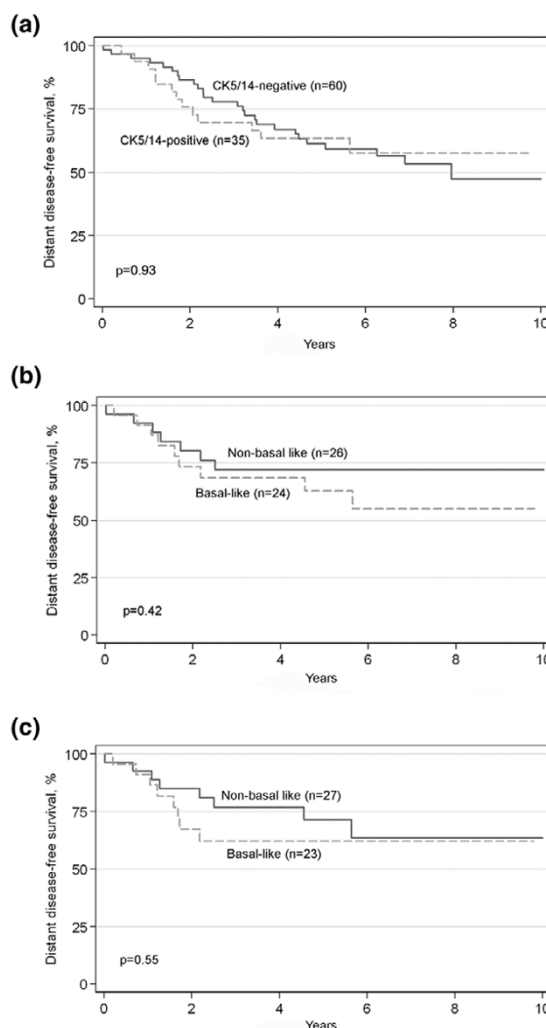 (a)
Distant disease-free survival, %
100
75
50
25
0
CK5/14-negative (n=60)
CK5/14-positive (n=35)
p=0.93
0 2 4 6 8 10
Years
(b)
Distant disease-free survival, %
100
75
50
25
0
Non-basal like (n=26)
Basal-like (n=24)
p=0.42
0 2 4 6 8 10
Years
(c)
Distant disease-free survival, %
100
75
50
25
0
Non-basal like (n=27)
Basal-like (n=23)
p=0.55
0 2 4 6 8 10
Years